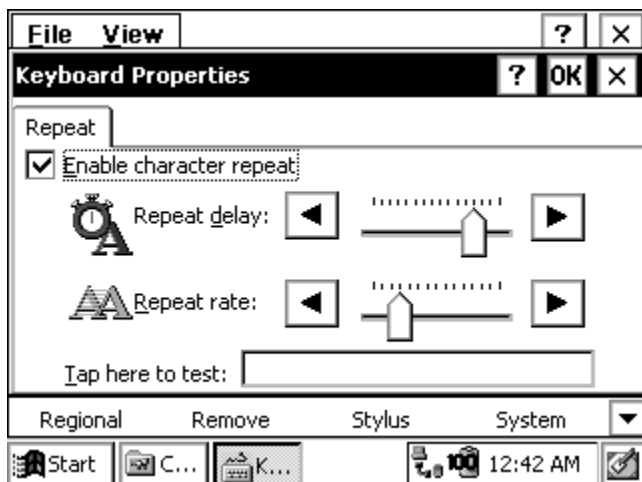 File View ? ×
Keyboard Properties ? OK ×
Repeat
Enable character repeat
Repeat delay:
Repeat rate:
Tap here to test:
Regional Remove Stylus System
Start C... K... 100 12:42 AM